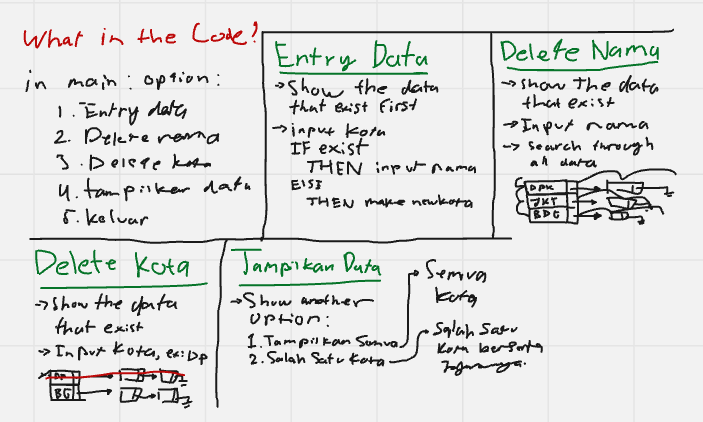 What in the Code?
in main: option:
1. Entry data
2. Delete nama
3. Delete kota
4. tampilkan data
5. keluar
Entry Data
→ Show the data
that exist first
→ input kota
IF exist
THEN input nama
ElSE
THEN make newkota
Delete Nama
→ show The data
that exist
→ Input nama
→ search through
all data
DPK
JKT
BDG
Delete Kota
→ Show the data
that exist
→ Input Kota, ex: Dp
DP
BG
Tampilkan Data
→ Show another
option:
1. Tampilkan Semua
2. Salah Satu Kota
→ Semua
Kota
→ Salah Satu
Kota beserta